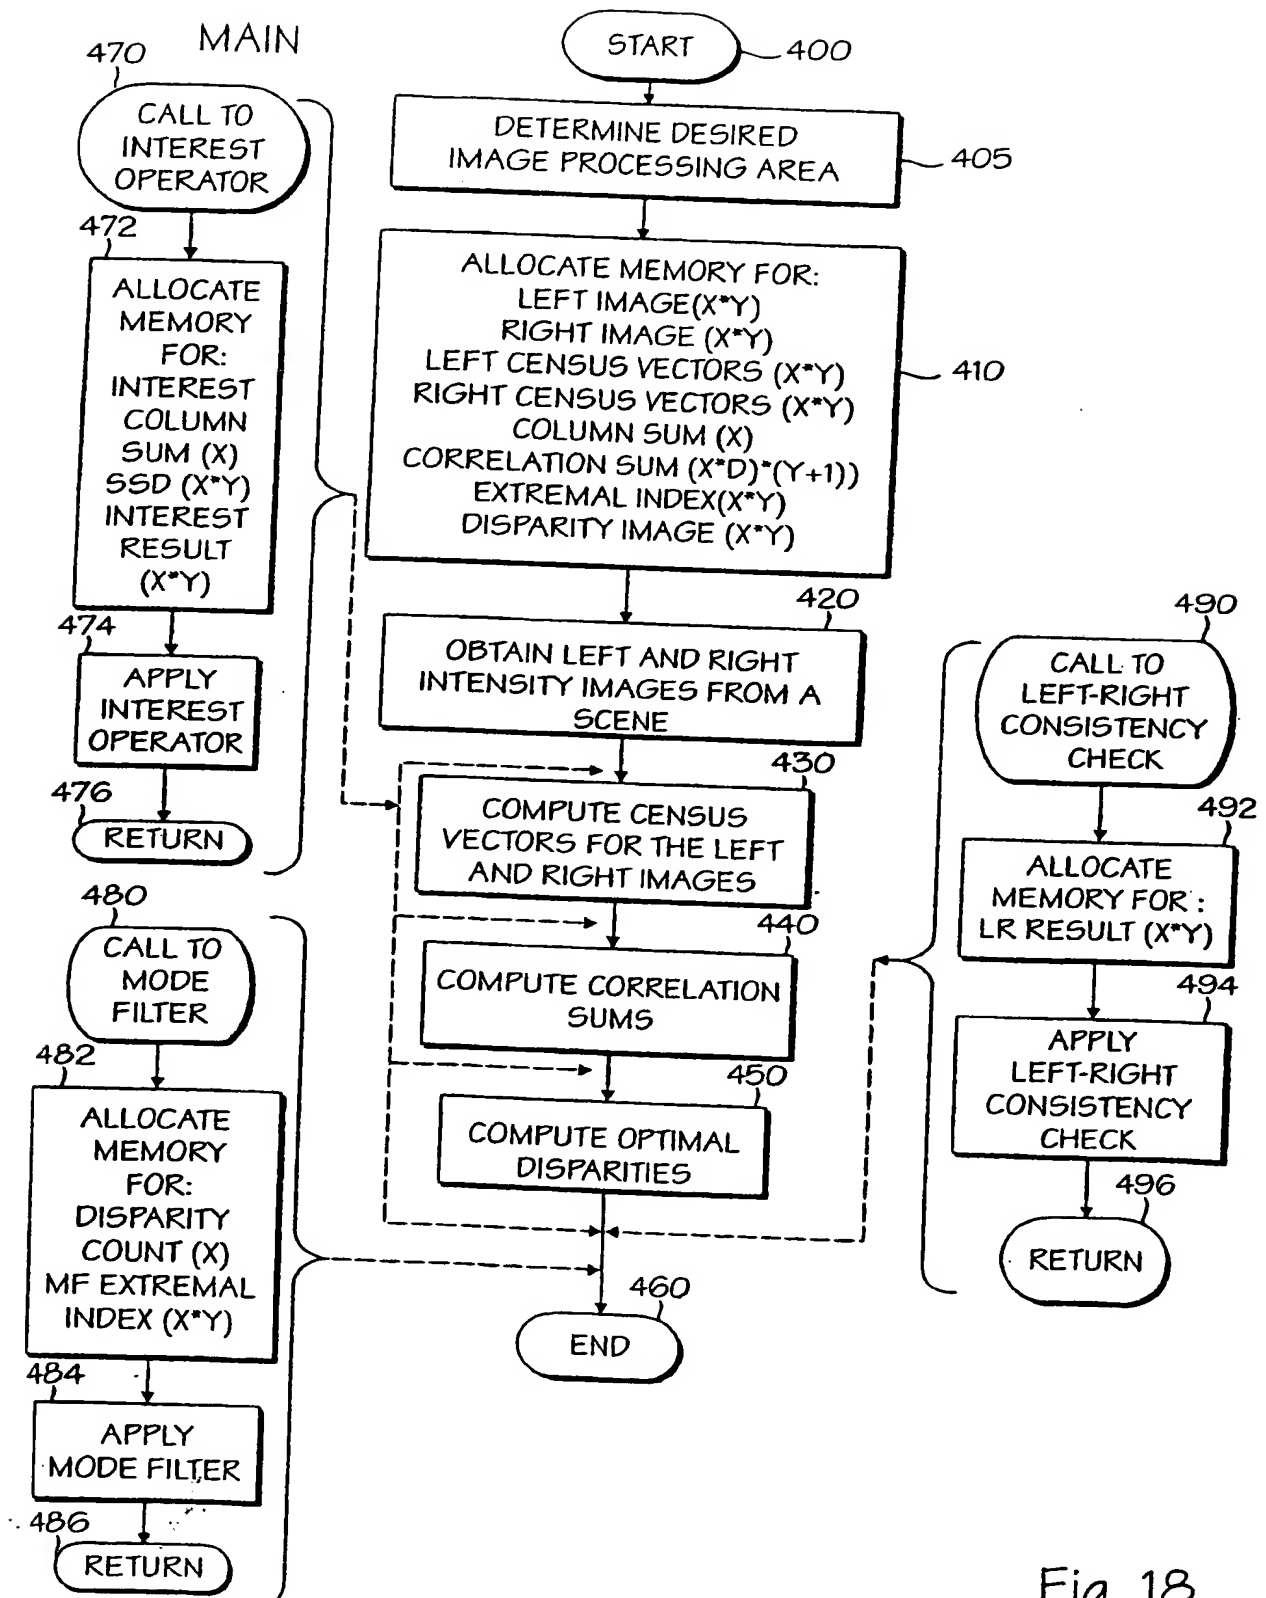 MAIN
START
400
DETERMINE DESIRED
IMAGE PROCESSING AREA
405
ALLOCATE MEMORY FOR:
LEFT IMAGE(X*Y)
RIGHT IMAGE (X*Y)
LEFT CENSUS VECTORS (X*Y)
RIGHT CENSUS VECTORS (X*Y)
COLUMN SUM (X)
CORRELATION SUM (X*D)*(Y+1))
EXTREMAL INDEX(X*Y)
DISPARITY IMAGE (X*Y)
410
420
OBTAIN LEFT AND RIGHT
INTENSITY IMAGES FROM A
SCENE
430
COMPUTE CENSUS
VECTORS FOR THE LEFT
AND RIGHT IMAGES
440
COMPUTE CORRELATION
SUMS
450
COMPUTE OPTIMAL
DISPARITIES
460
END
470
CALL TO
INTEREST
OPERATOR
472
ALLOCATE
MEMORY
FOR:
INTEREST
COLUMN
SUM (X)
SSD (X*Y)
INTEREST
RESULT
(X*Y)
474
APPLY
INTEREST
OPERATOR
476
RETURN
480
CALL TO
MODE
FILTER
482
ALLOCATE
MEMORY
FOR:
DISPARITY
COUNT (X)
MF EXTREMAL
INDEX (X*Y)
484
APPLY
MODE FILTER
486
RETURN
490
CALL TO
LEFT-RIGHT
CONSISTENCY
CHECK
492
ALLOCATE
MEMORY FOR:
LR RESULT (X*Y)
494
APPLY
LEFT-RIGHT
CONSISTENCY
CHECK
496
RETURN
Fig. 18